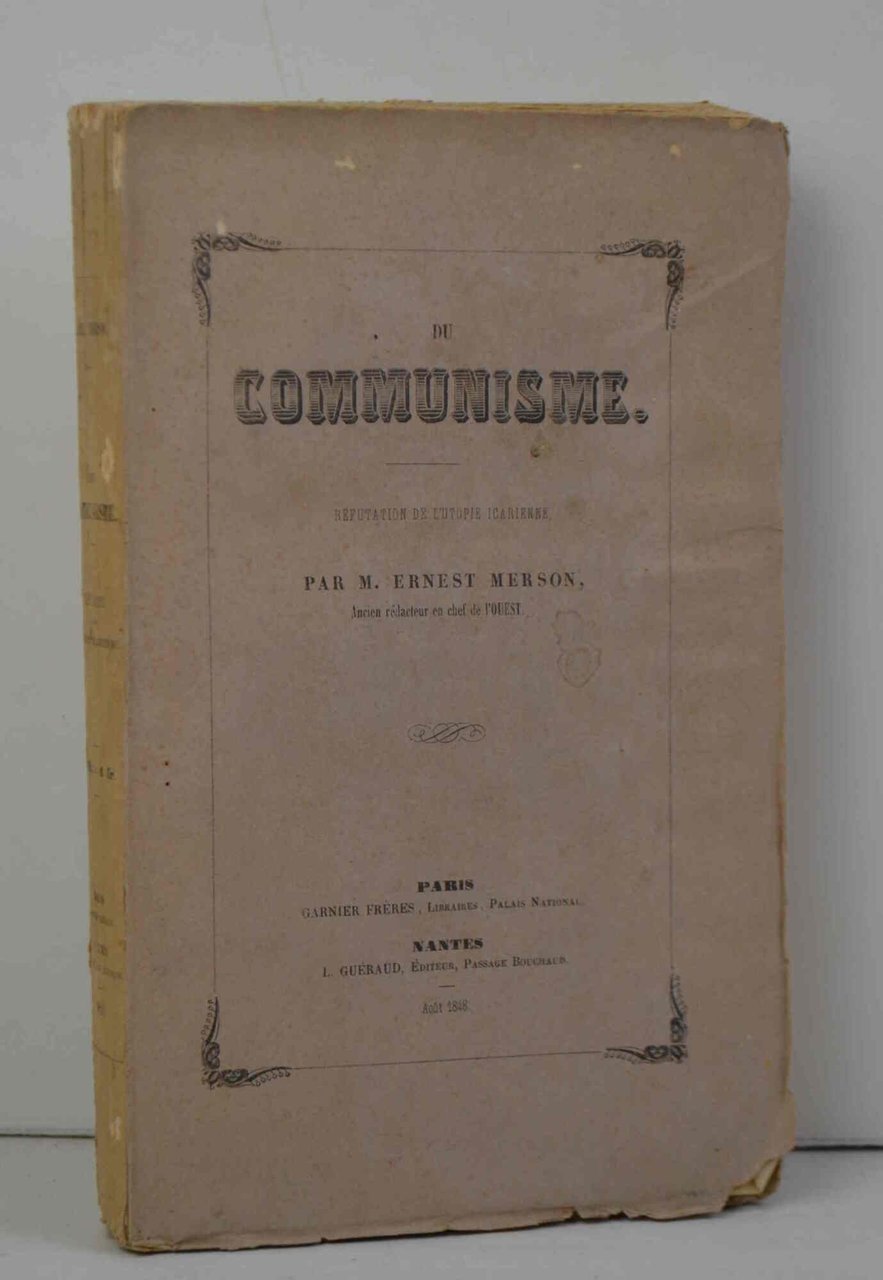 DU
COMMUNISME.
RÉFUTATION DE L'UTOPIE ICARIENNE,
PAR M. ERNEST MERSON,
Ancien rédacteur en chef de l'OUEST.
PARIS
GARNIER FRÈRES, LIBRAIRES, PALAIS NATIONAL.
NANTES
L. GUÉRAUD, ÉDITEUR, PASSAGE BOUCHAUD.
Août 1848.